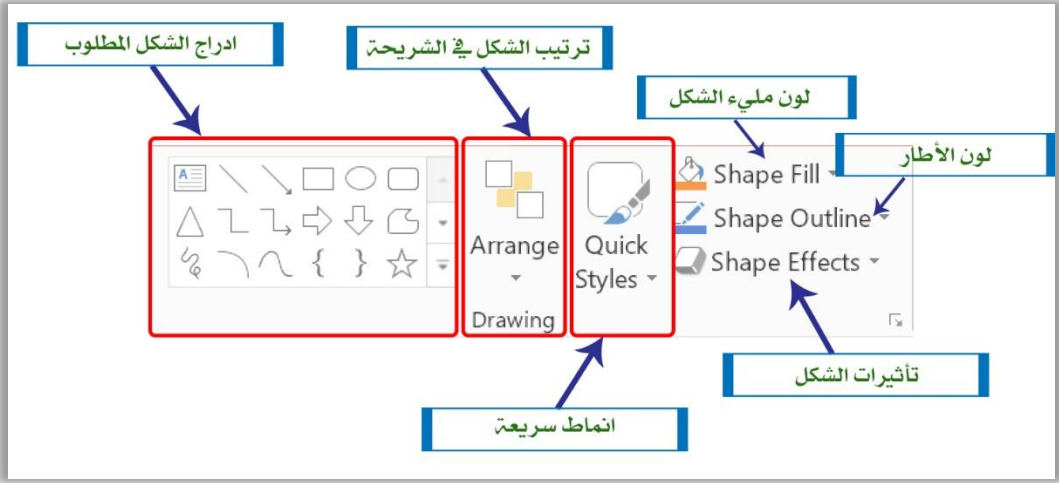 ادراج الشكل المطلوب
ترتيب الشكل في الشريحة
لون مليء الشكل
لون الأطار
A
Shape Fill
Shape Outline
Shape Effects
Arrange
Quick
Styles
Drawing
تأثيرات الشكل
انماط سريعة